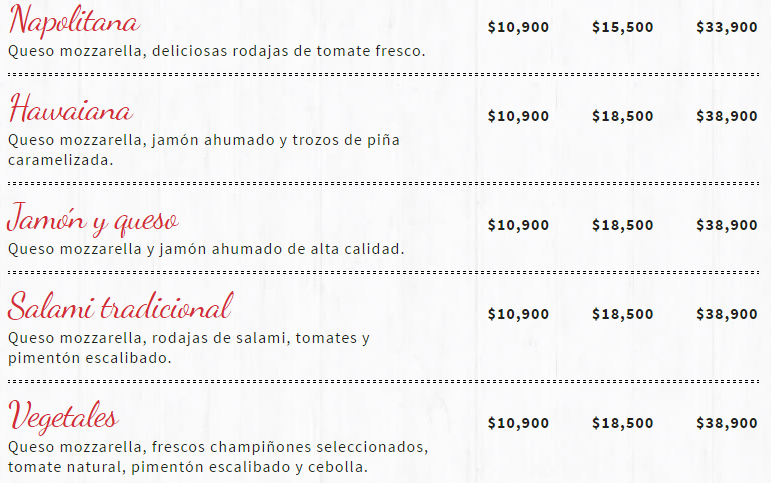 Napolitana $10,900 $15,500 $33,900
Queso mozzarella, deliciosas rodajas de tomate fresco.
Hawaiana $10,900 $18,500 $38,900
Queso mozzarella, jamón ahumado y trozos de piña
caramelizada.
Jamón y queso $10,900 $18,500 $38,900
Queso mozzarella y jamón ahumado de alta calidad.
Salami tradicional $10,900 $18,500 $38,900
Queso mozzarella, rodajas de salami, tomates y
pimentón escalibado.
Vegetales $10,900 $18,500 $38,900
Queso mozzarella, frescos champiñones seleccionados,
tomate natural, pimentón escalibado y cebolla.